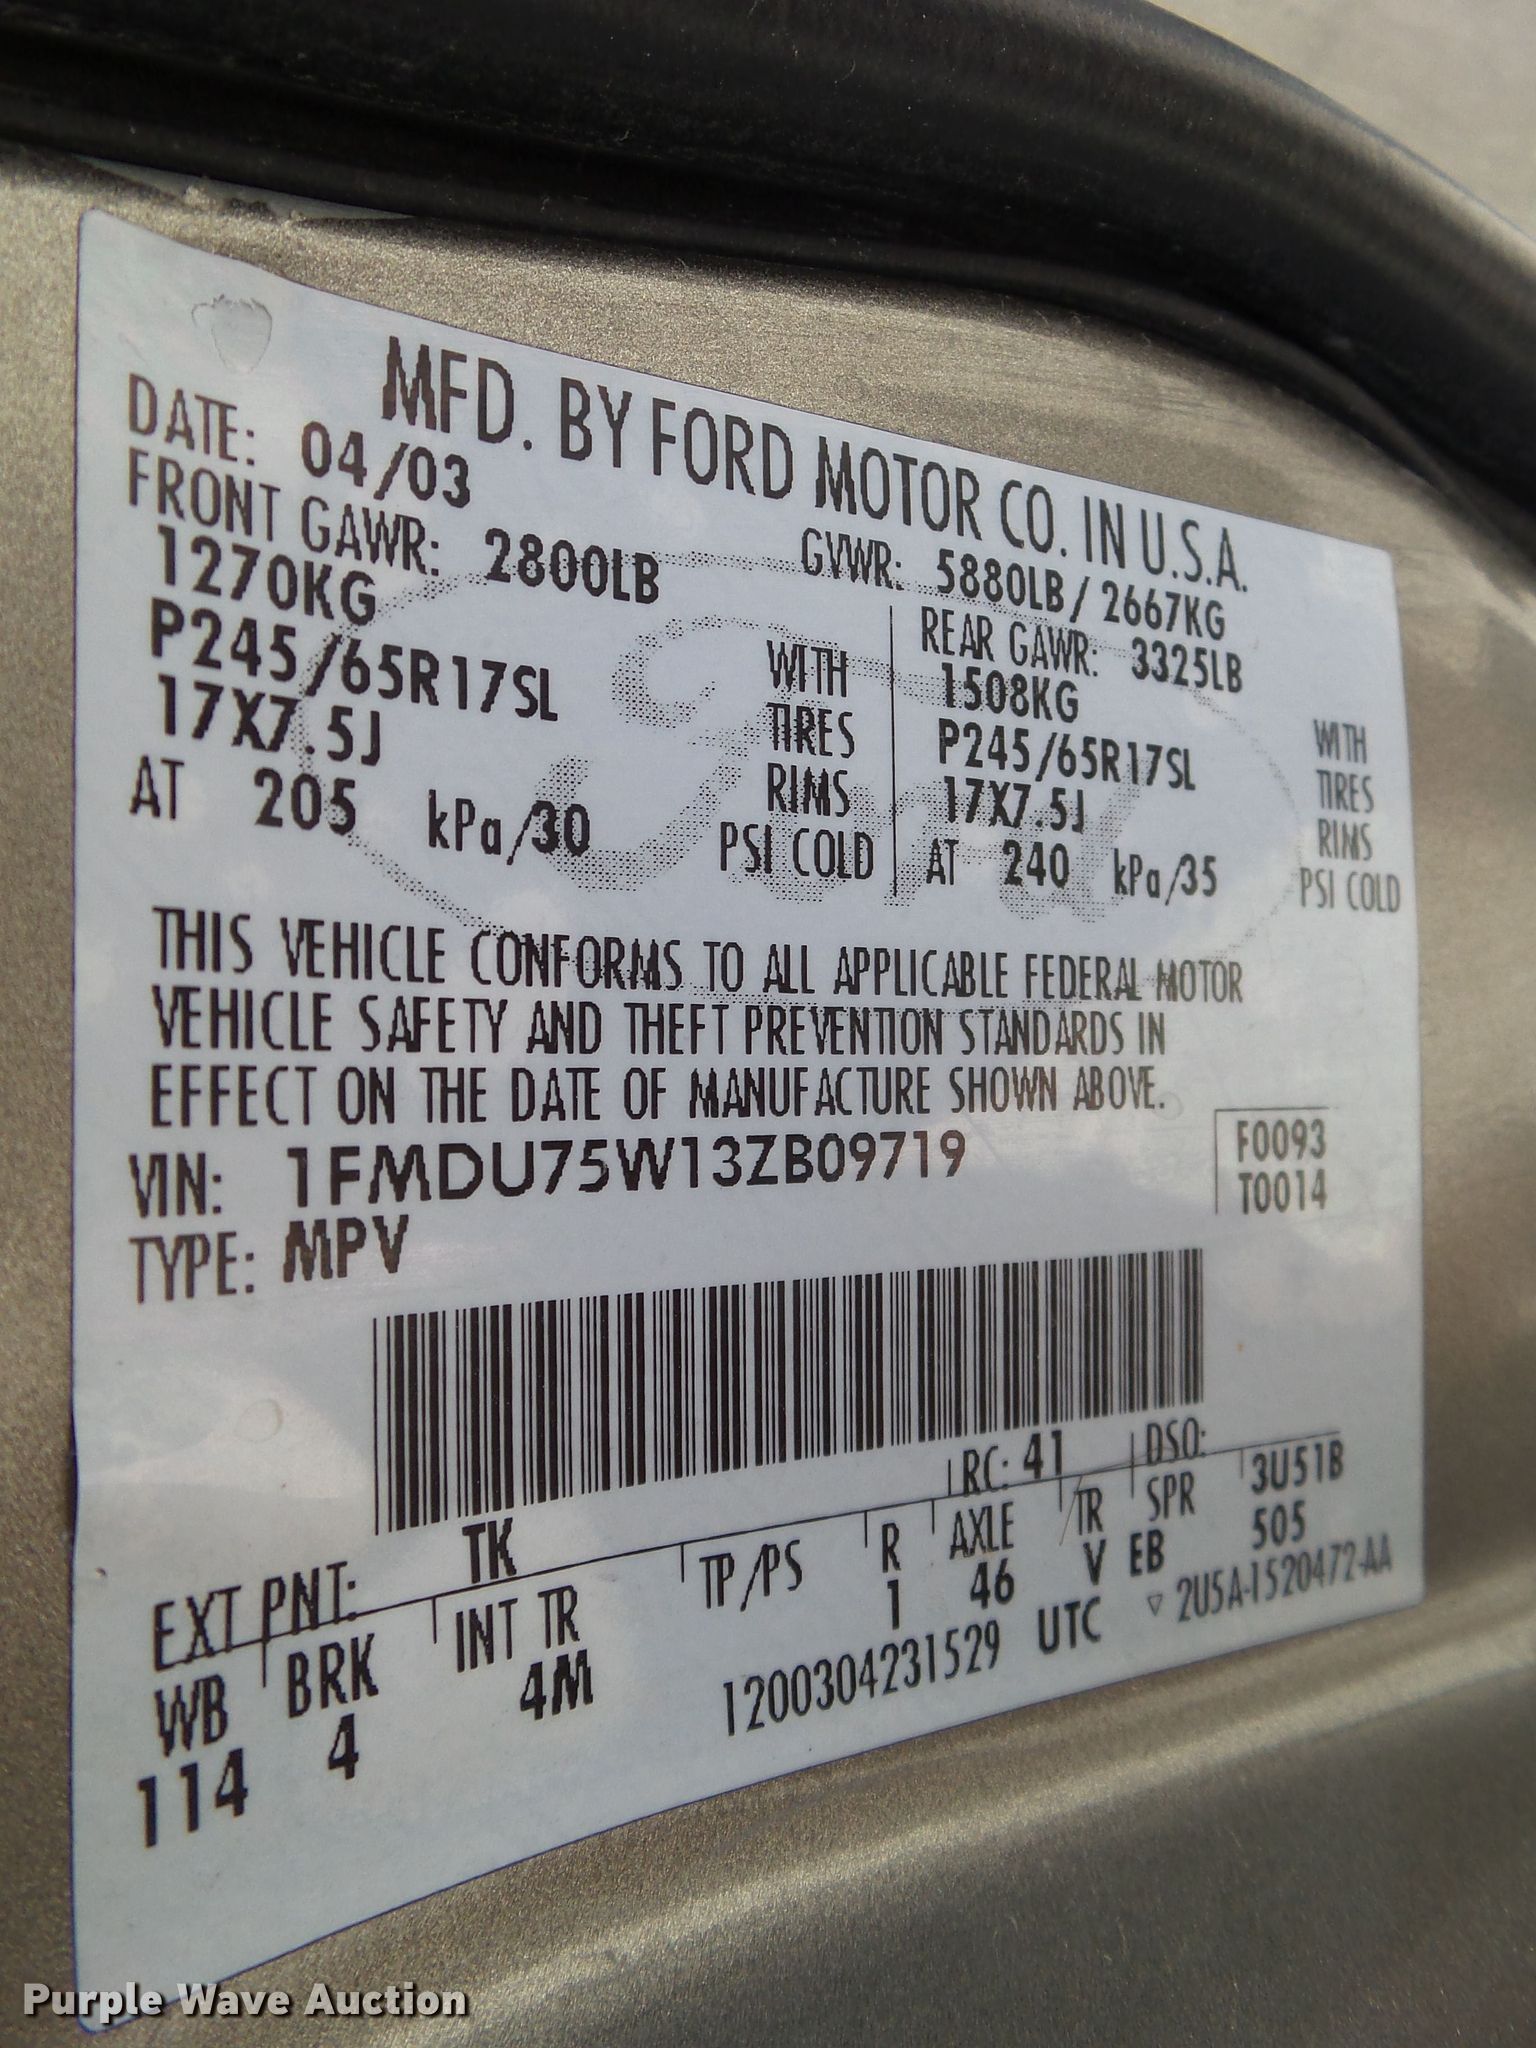 MFD. BY FORD MOTOR CO. IN U.S.A.
DATE: 04/03 GVWR: 5880LB / 2667KG
FRONT GAWR: 2800LB REAR GAWR: 3325LB
1270KG WITH 1508KG WITH
P245/65R17SL TIRES P245/65R17SL TIRES
17X7.5J RIMS 17X7.5J RIMS
AT 205 kPa/30 PSI COLD AT 240 kPa/35 PSI COLD
Ford
THIS VEHICLE CONFORMS TO ALL APPLICABLE FEDERAL MOTOR
VEHICLE SAFETY AND THEFT PREVENTION STANDARDS IN
EFFECT ON THE DATE OF MANUFACTURE SHOWN ABOVE.
VIN: 1FMDU75W13ZB09719 F0093
TYPE: MPV T0014
EXT PNT: TK RC: 41 DSO:
WB BRK INT TR TP/PS R AXLE TR SPR 3U51B
114 4 4M 1 46 V EB 505
1200304231529 UTC ▽ 2U5A-1520472-AA
Purple Wave Auction